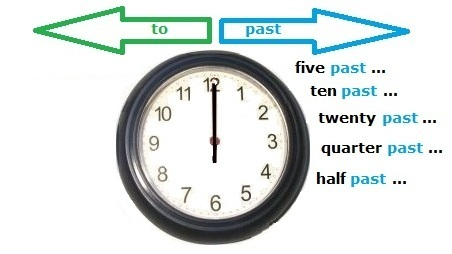 to past
five past ...
ten past ...
twenty past ...
quarter past ...
half past ...
12
11 1
10 2
9 3
8 4
7 5
6